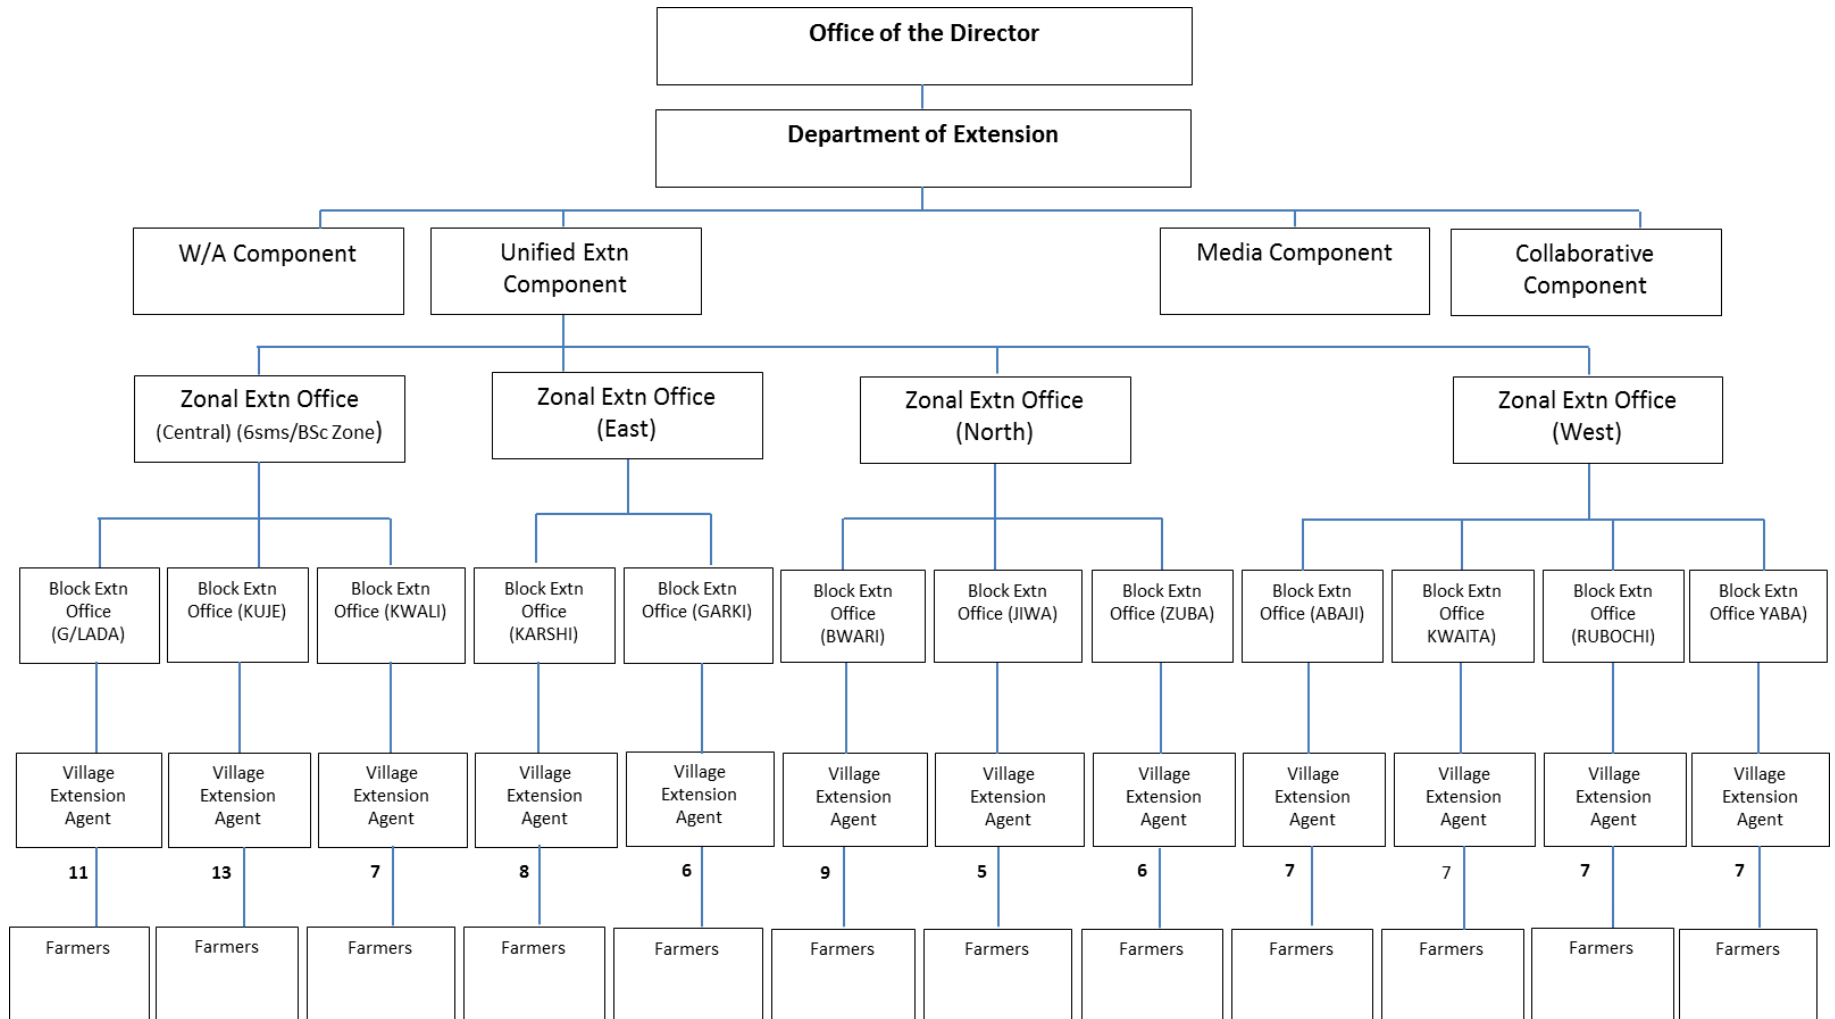 Office of the Director
Department of Extension
W/A Component
Unified Extn
Component
Media Component
Collaborative
Component
Zonal Extn Office
(Central) (6sms/BSc Zone)
Zonal Extn Office
(East)
Zonal Extn Office
(North)
Zonal Extn Office
(West)
Block Extn
Office
(G/LADA)
Block Extn
Office (KUJE)
Block Extn
Office (KWALI)
Block Extn
Office
(KARSHI)
Block Extn
Office (GARKI)
Block Extn
Office
(BWARI)
Block Extn
Office (JIWA)
Block Extn
Office (ZUBA)
Block Extn
Office (ABAJI)
Block Extn
Office
KWAITA)
Block Extn
Office
(RUBOCHI)
Block Extn
Office YABA)
Village
Extension
Agent
Village
Extension
Agent
Village
Extension
Agent
Village
Extension
Agent
Village
Extension
Agent
Village
Extension
Agent
Village
Extension
Agent
Village
Extension
Agent
Village
Extension
Agent
Village
Extension
Agent
Village
Extension
Agent
Village
Extension
Agent
11
13
7
8
6
9
5
6
7
7
7
7
Farmers
Farmers
Farmers
Farmers
Farmers
Farmers
Farmers
Farmers
Farmers
Farmers
Farmers
Farmers